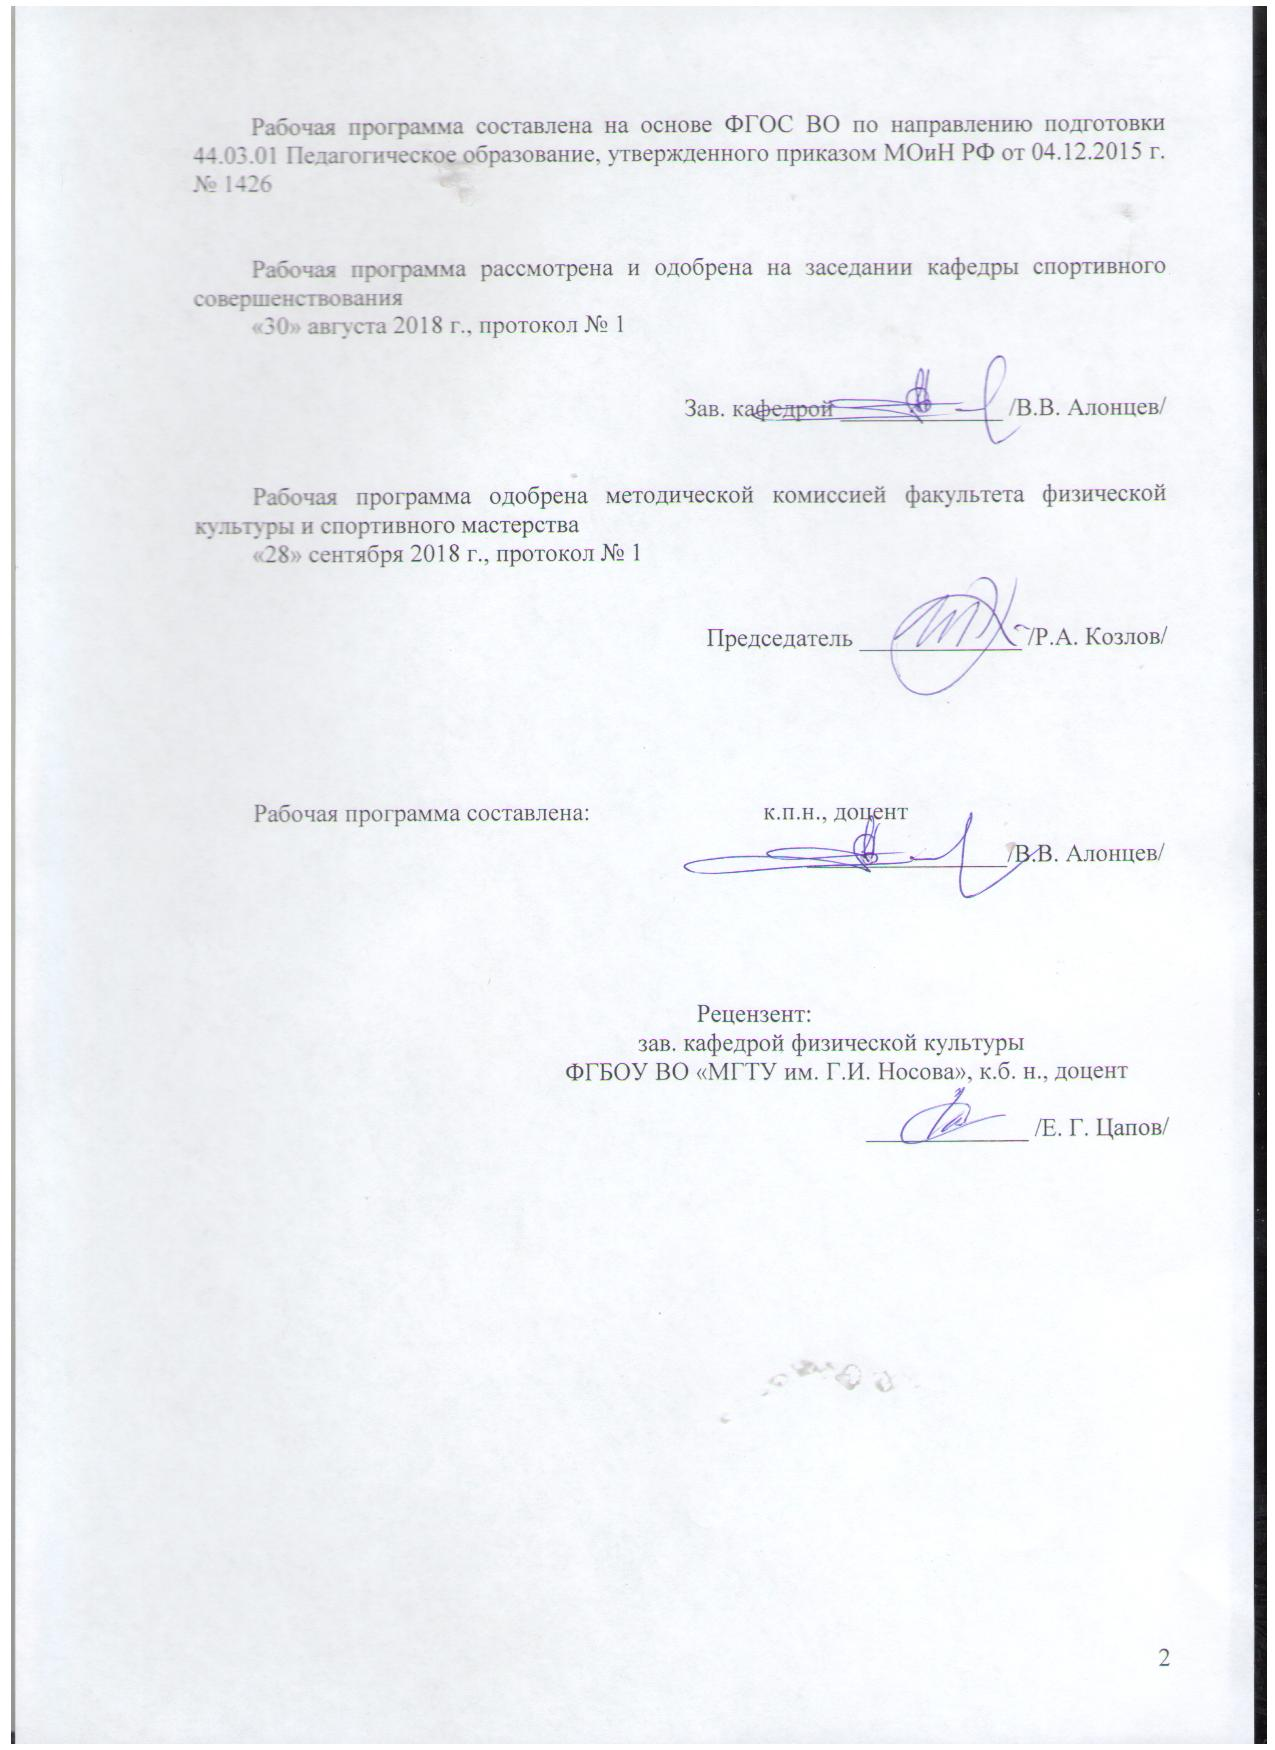 Рабочая программа составлена на основе ФГОС ВО по направлению подготовки
44.03.01 Педагогическое образование, утвержденного приказом МОиН РФ от 04.12.2015 г.
№ 1426
Рабочая программа рассмотрена и одобрена на заседании кафедры спортивного
совершенствования
«30» августа 2018 г., протокол № 1
Зав. кафедрой _____________ /В.В. Алонцев/
Рабочая программа одобрена методической комиссией факультета физической
культуры и спортивного мастерства
«28» сентября 2018 г., протокол № 1
Председатель _____________ /Р.А. Козлов/
Рабочая программа составлена: к.п.н., доцент
_____________ /В.В. Алонцев/
Рецензент:
зав. кафедрой физической культуры
ФГБОУ ВО «МГТУ им. Г.И. Носова», к.б. н., доцент
_____________ /Е. Г. Цапов/
2